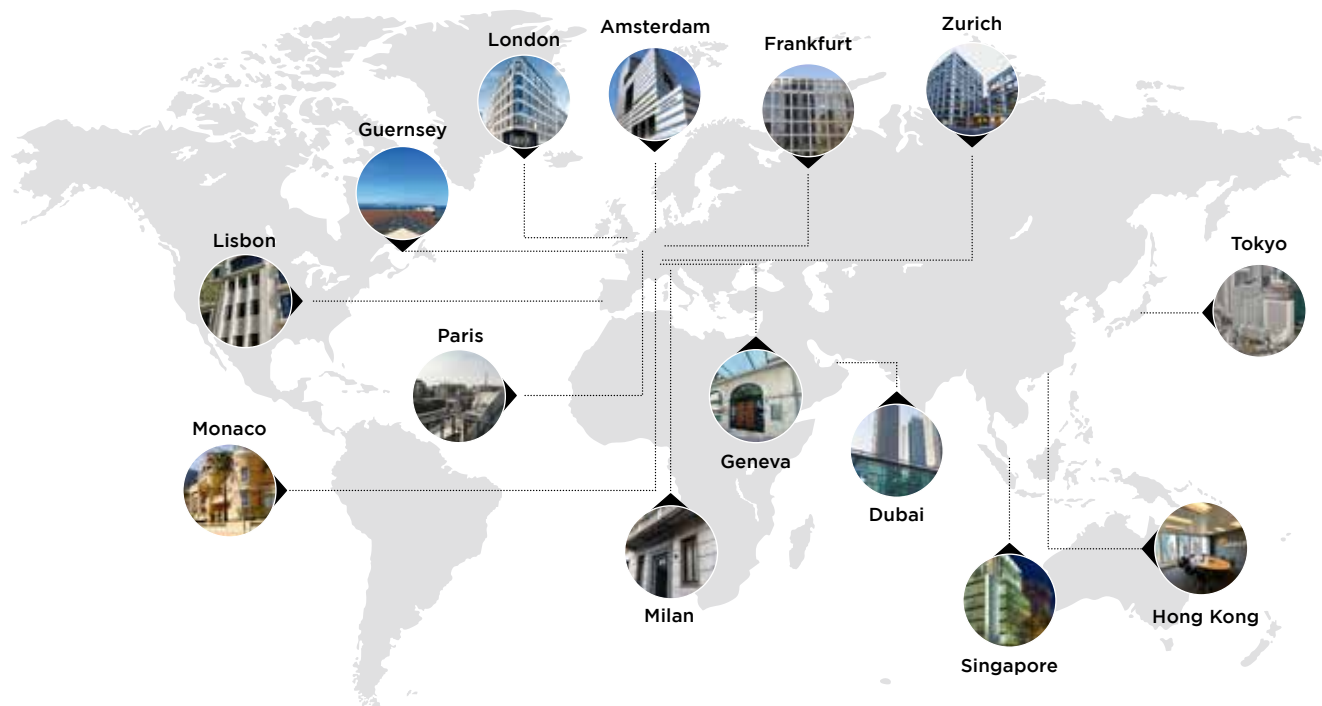 Amsterdam
Zurich
London
Frankfurt
Guernsey
Lisbon
Tokyo
Paris
Monaco
Geneva
Dubai
Milan
Hong Kong
Singapore